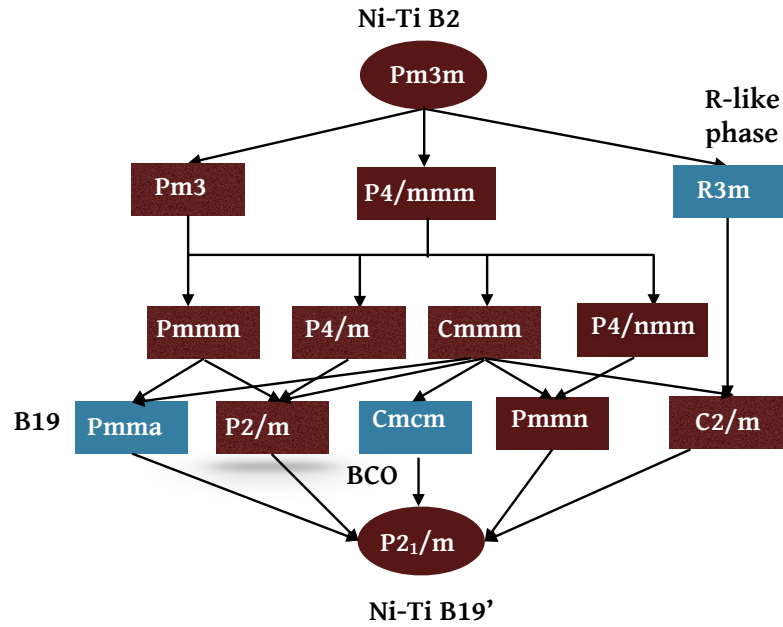 Ni-Ti B2
Pm3m
R-like
phase
Pm3
P4/mmm
R3m
Pmmm
P4/m
Cmmm
P4/nmm
B19
Pmma
P2/m
Cmcm
Pmmn
C2/m
BCO
P2₁/m
Ni-Ti B19’